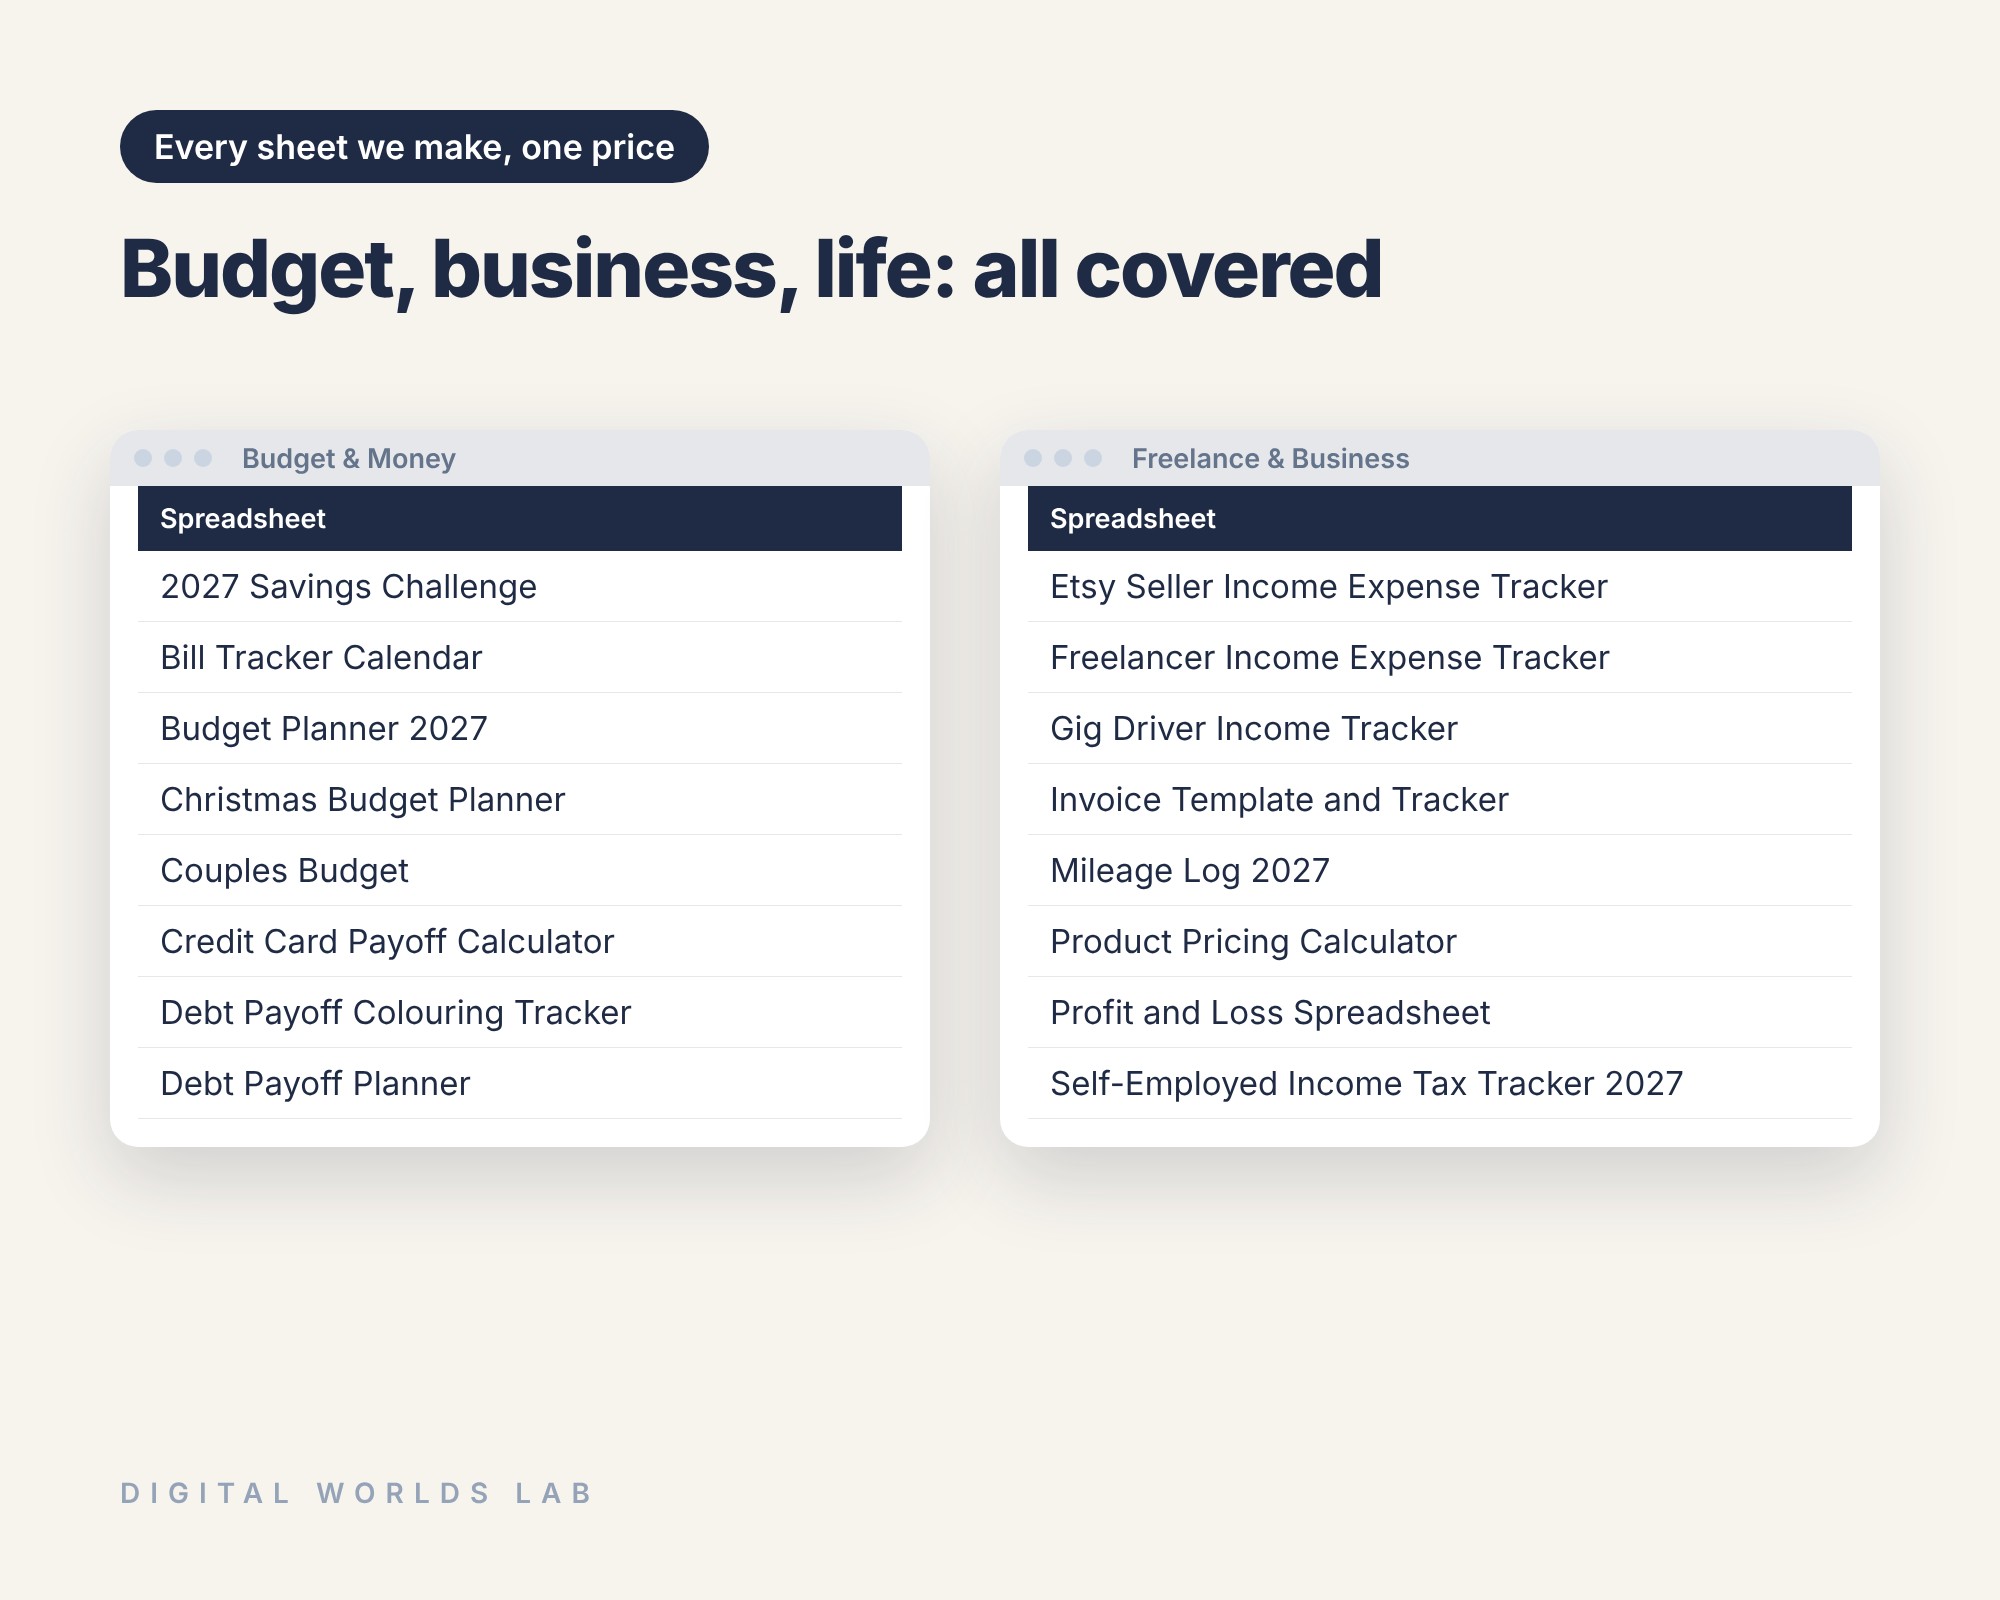 Every sheet we make, one price
Budget, business, life: all covered
Budget & Money
Spreadsheet
2027 Savings Challenge
Bill Tracker Calendar
Budget Planner 2027
Christmas Budget Planner
Couples Budget
Credit Card Payoff Calculator
Debt Payoff Colouring Tracker
Debt Payoff Planner
Freelance & Business
Spreadsheet
Etsy Seller Income Expense Tracker
Freelancer Income Expense Tracker
Gig Driver Income Tracker
Invoice Template and Tracker
Mileage Log 2027
Product Pricing Calculator
Profit and Loss Spreadsheet
Self-Employed Income Tax Tracker 2027
DIGITAL WORLDS LAB